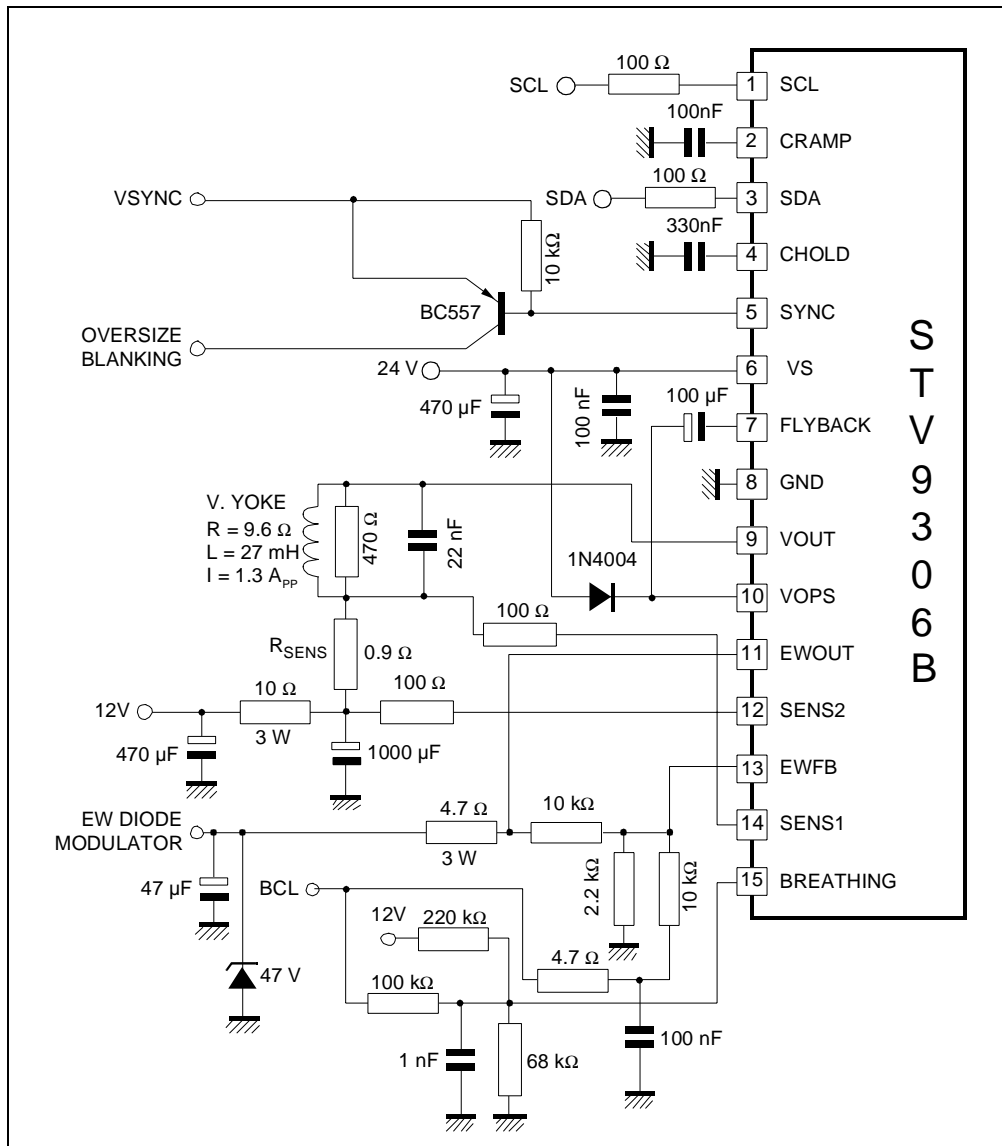 100 Ω
SCL
1
SCL
100nF
2
CRAMP
100 Ω
VSYNC
SDA
3
SDA
330nF
10 kΩ
4
CHOLD
BC557
5
SYNC
OVERSIZE
BLANKING
24 V
6
VS
470 µF
100 nF
100 µF
7
FLYBACK
8
GND
V. YOKE
R = 9.6 Ω
L = 27 mH
I = 1.3 APP
470 Ω
22 nF
9
VOUT
1N4004
10
VOPS
100 Ω
RSENS
0.9 Ω
11
EWOUT
10 Ω
100 Ω
12V
12
SENS2
3 W
470 µF
1000 µF
13
EWFB
4.7 Ω
10 kΩ
EW DIODE
MODULATOR
3 W
14
SENS1
47 µF
2.2 kΩ
10 kΩ
BCL
15
BREATHING
12V
220 kΩ
4.7 Ω
47 V
100 kΩ
1 nF
68 kΩ
100 nF
STV9306B